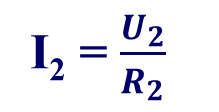 I₂ = U₂ / R₂